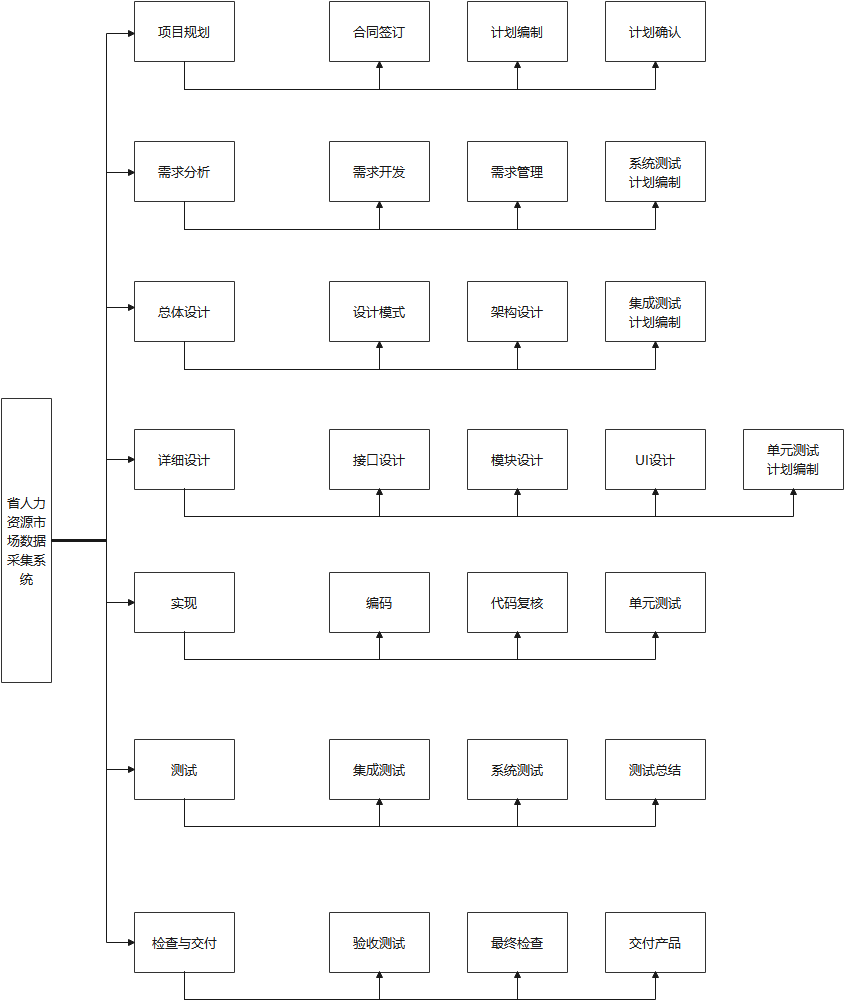 项目规划
合同签订
计划编制
计划确认
需求分析
需求开发
需求管理
系统测试
计划编制
总体设计
设计模式
架构设计
集成测试
计划编制
详细设计
接口设计
模块设计
UI设计
单元测试
计划编制
省人力
资源市
场数据
采集系
统
实现
编码
代码复核
单元测试
测试
集成测试
系统测试
测试总结
检查与交付
验收测试
最终检查
交付产品